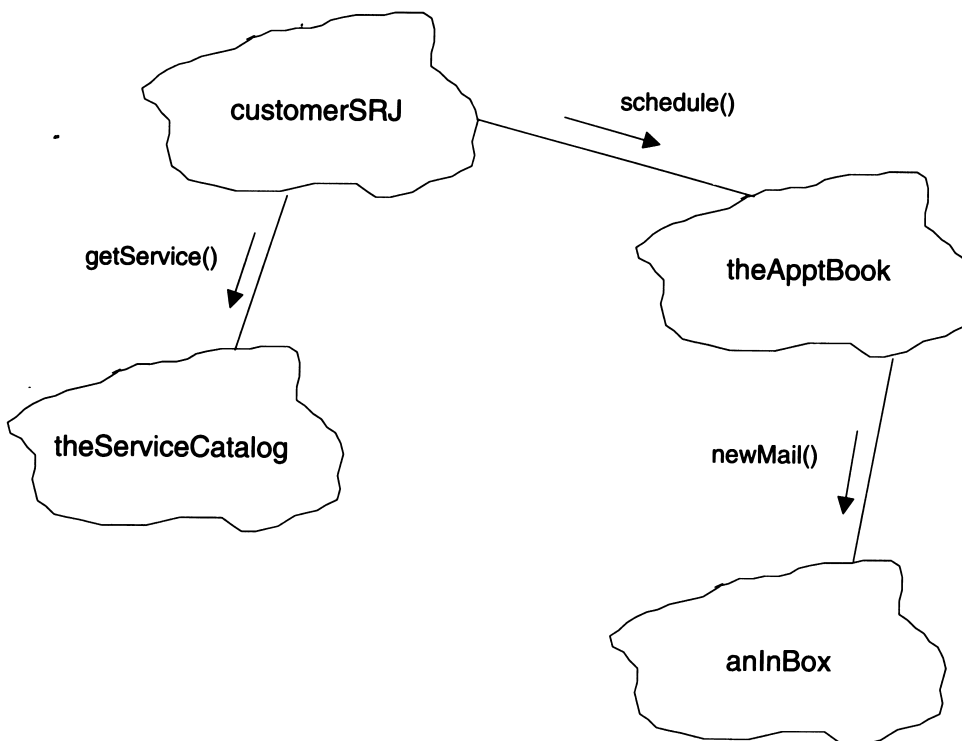 customerSRJ
schedule()
getService()
theApptBook
theServiceCatalog
newMail()
anInBox